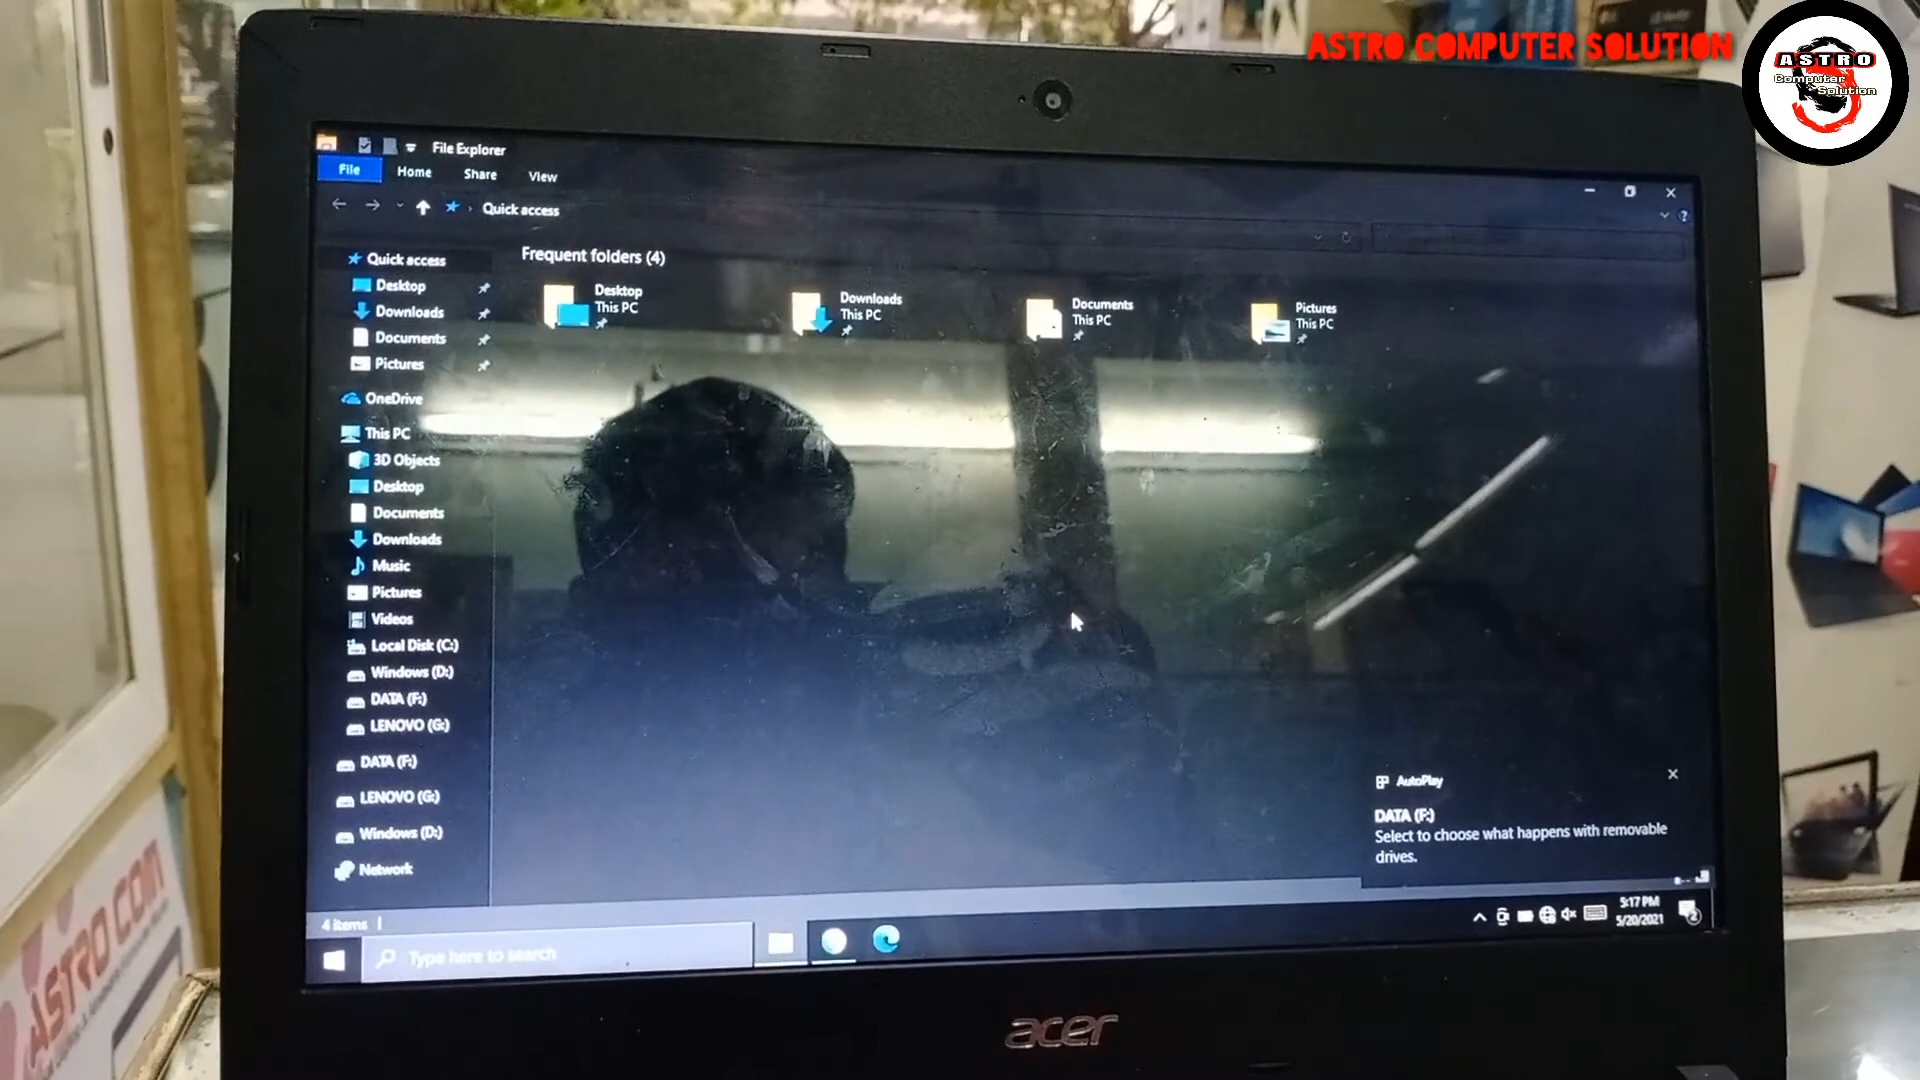 ASTRO COMPUTER SOLUTION
ASTRO
Computer
Solution
File Explorer
File
Home
Share
View
Quick access
Quick access
Desktop
Downloads
Documents
Pictures
OneDrive
This PC
3D Objects
Desktop
Documents
Downloads
Music
Pictures
Videos
Local Disk (C:)
Windows (D:)
DATA (F:)
LENOVO (G:)
DATA (F:)
LENOVO (G:)
Windows (D:)
Network
Frequent folders (4)
Desktop
This PC
Downloads
This PC
Documents
This PC
Pictures
This PC
AutoPlay
DATA (F:)
Select to choose what happens with removable
drives.
4 items
Type here to search
5:17 PM
5/20/2021
2
acer
ASTRO COM